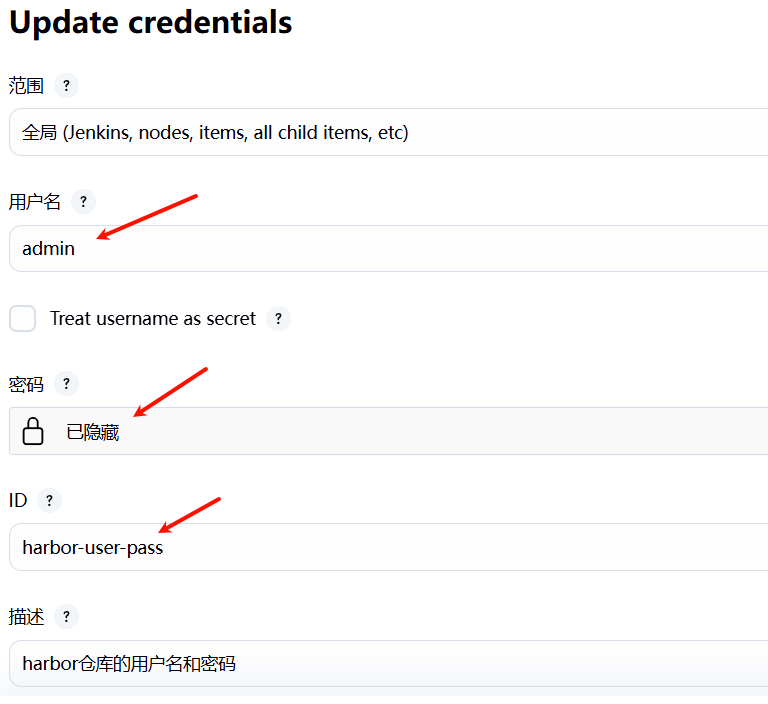 Update credentials
范围 ?
全局 (Jenkins, nodes, items, all child items, etc)
用户名 ?
admin
Treat username as secret ?
密码 ?
已隐藏
ID ?
harbor-user-pass
描述 ?
harbor仓库的用户名和密码